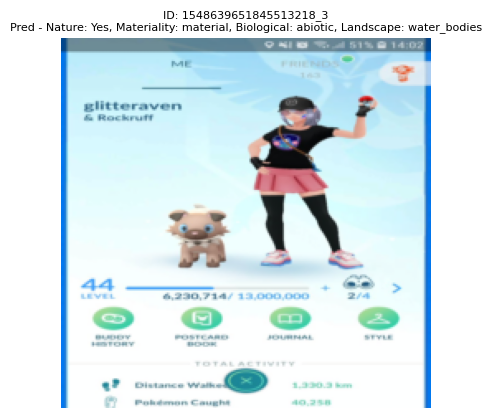 ID: 1548639651845513218_3
Pred - Nature: Yes, Materiality: material, Biological: abiotic, Landscape: water_bodies
51% 14:02
ME
FRIENDS
163
glitteraven
& Rockruff
44
LEVEL
6,230,714/ 13,000,000
+
2/4
BUDDY HISTORY
POSTCARD BOOK
JOURNAL
STYLE
TOTAL ACTIVITY
Distance Walked 1,330.3 km
Pokémon Caught 40,258